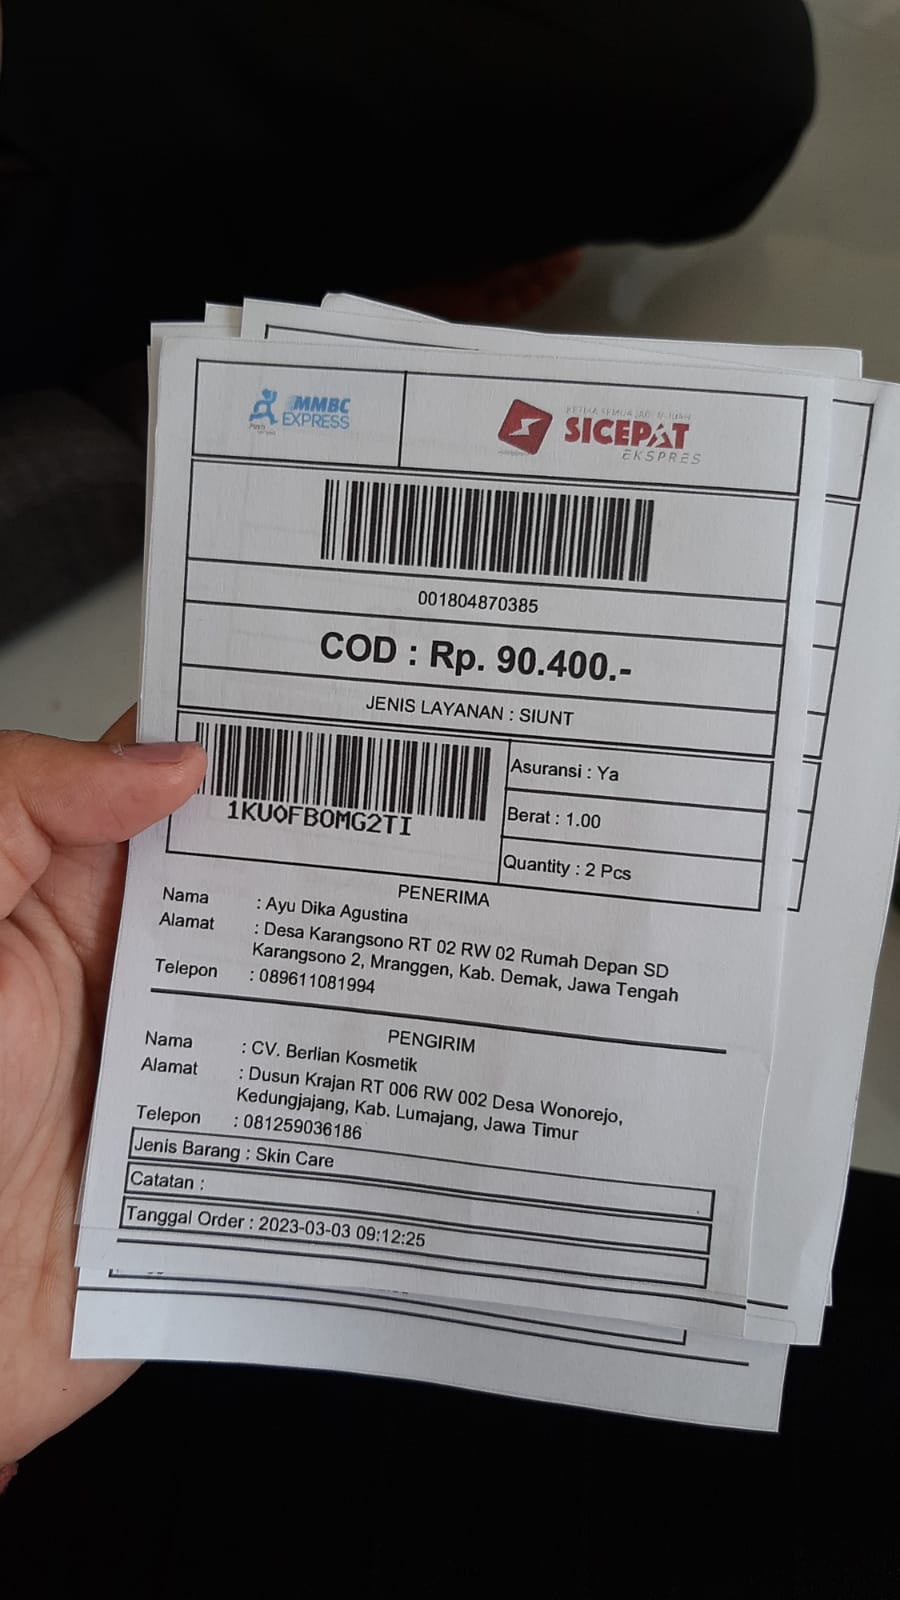 MMBC
EXPRESS
SICEPAT
EKSPRES
001804870385
COD : Rp. 90.400.-
JENIS LAYANAN : SIUNT
1KUOFBOMG2TI
Asuransi : Ya
Berat : 1.00
Quantity : 2 Pcs
PENERIMA
Nama : Ayu Dika Agustina
Alamat : Desa Karangsono RT 02 RW 02 Rumah Depan SD
Karangsono 2, Mranggen, Kab. Demak, Jawa Tengah
Telepon : 089611081994
PENGIRIM
Nama : CV. Berlian Kosmetik
Alamat : Dusun Krajan RT 006 RW 002 Desa Wonorejo,
Kedungjajang, Kab. Lumajang, Jawa Timur
Telepon : 081259036186
Jenis Barang : Skin Care
Catatan :
Tanggal Order : 2023-03-03 09:12:25